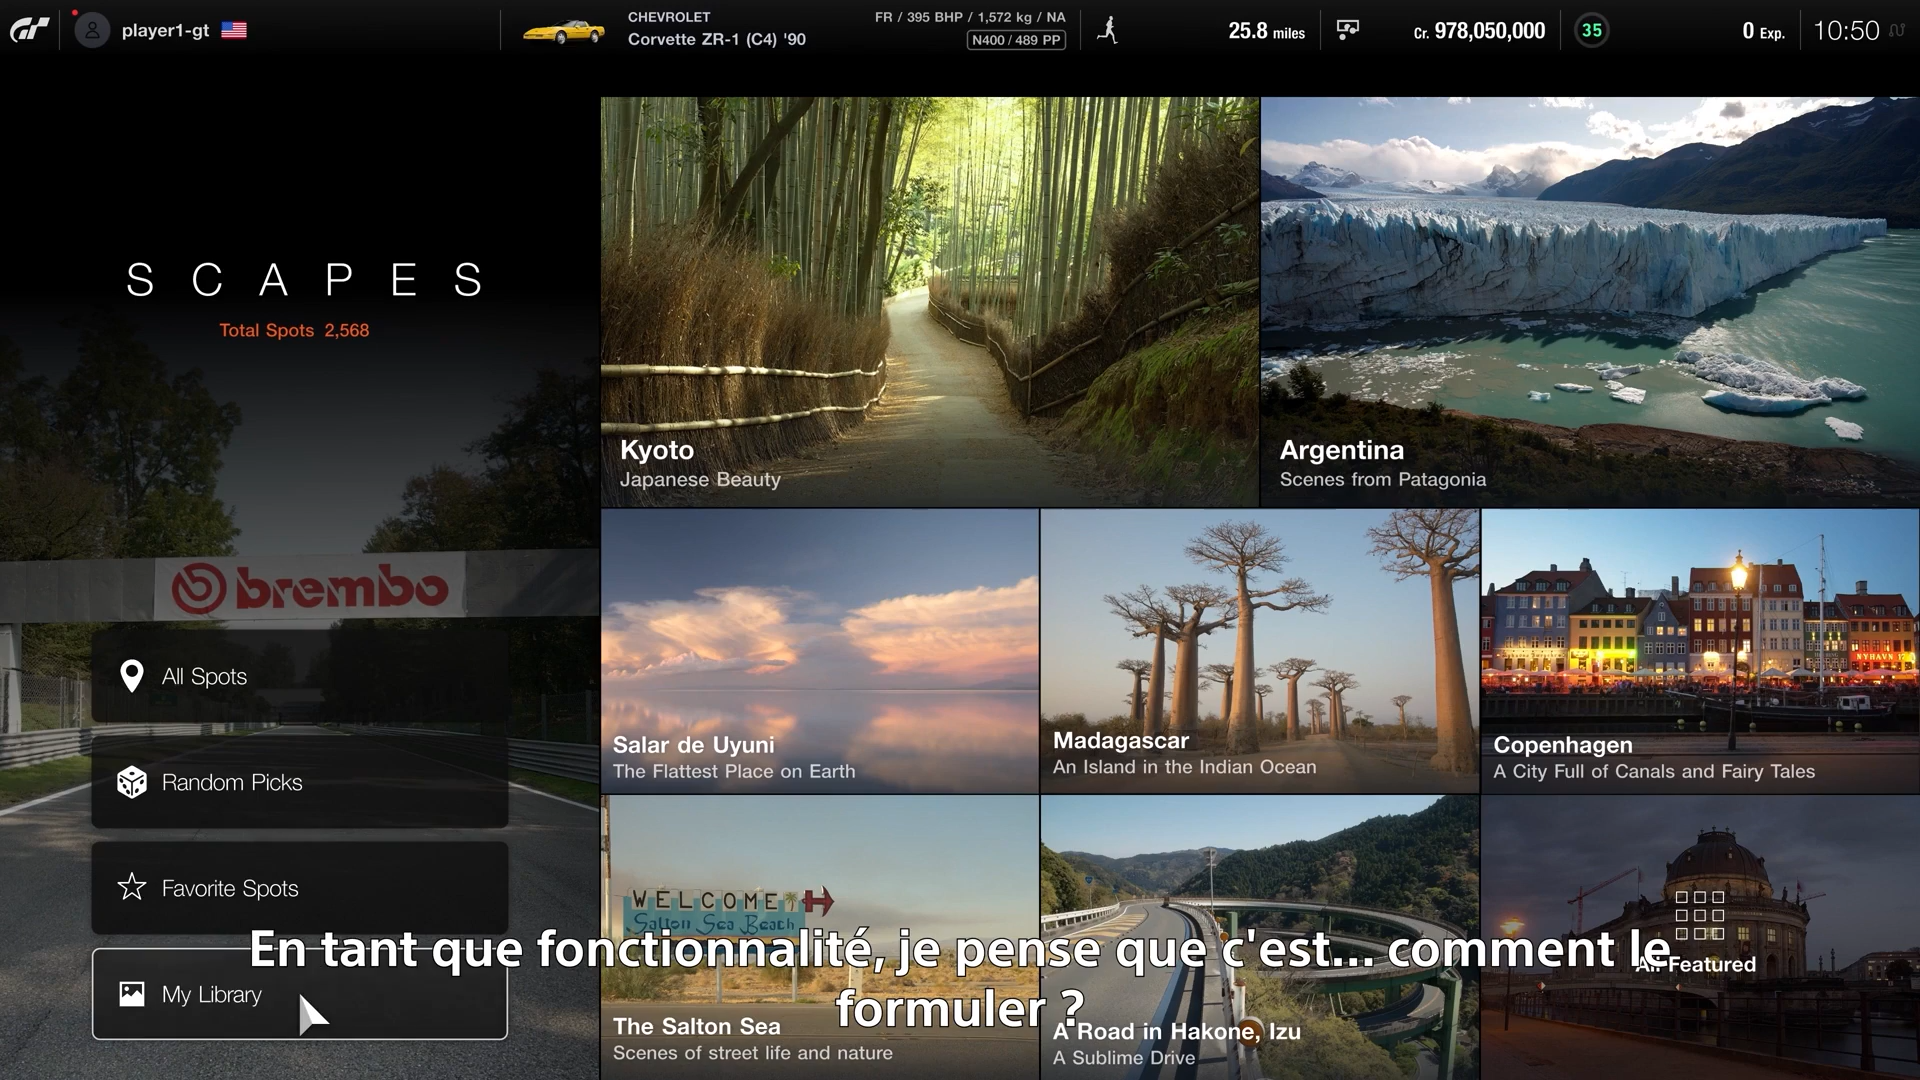 player1-gt
CHEVROLET
Corvette ZR-1 (C4) '90
FR / 395 BHP / 1,572 kg / NA
N400 / 489 PP
25.8 miles
Cr. 978,050,000
35
0 Exp.
10:50
SCAPES
Total Spots 2,568
brembo
All Spots
Random Picks
Favorite Spots
My Library
Kyoto
Japanese Beauty
Argentina
Scenes from Patagonia
Salar de Uyuni
The Flattest Place on Earth
Madagascar
An Island in the Indian Ocean
NYHAVN 17
Copenhagen
A City Full of Canals and Fairy Tales
WELCOME
Salton Sea Beach
The Salton Sea
Scenes of street life and nature
A Road in Hakone, Izu
A Sublime Drive
All Featured
En tant que fonctionnalité, je pense que c'est... comment le
formuler ?